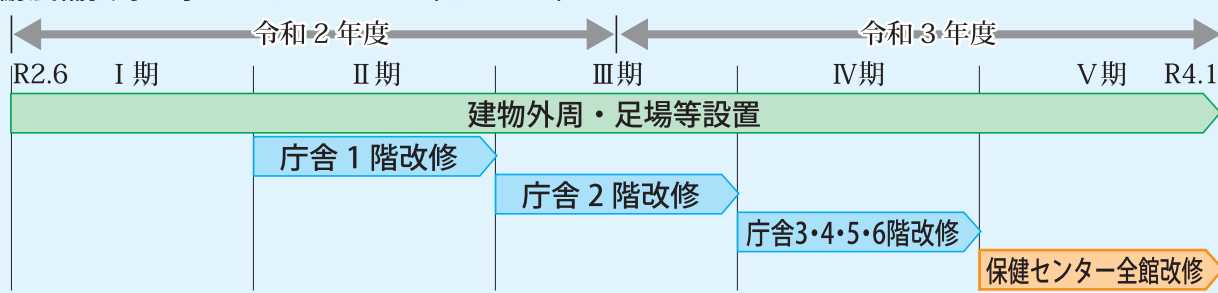 令和2年度 令和3年度
R2.6 Ⅰ期 Ⅱ期 Ⅲ期 Ⅳ期 Ⅴ期 R4.1
建物外周・足場等設置
庁舎1階改修
庁舎2階改修
庁舎3・4・5・6階改修
保健センター全館改修